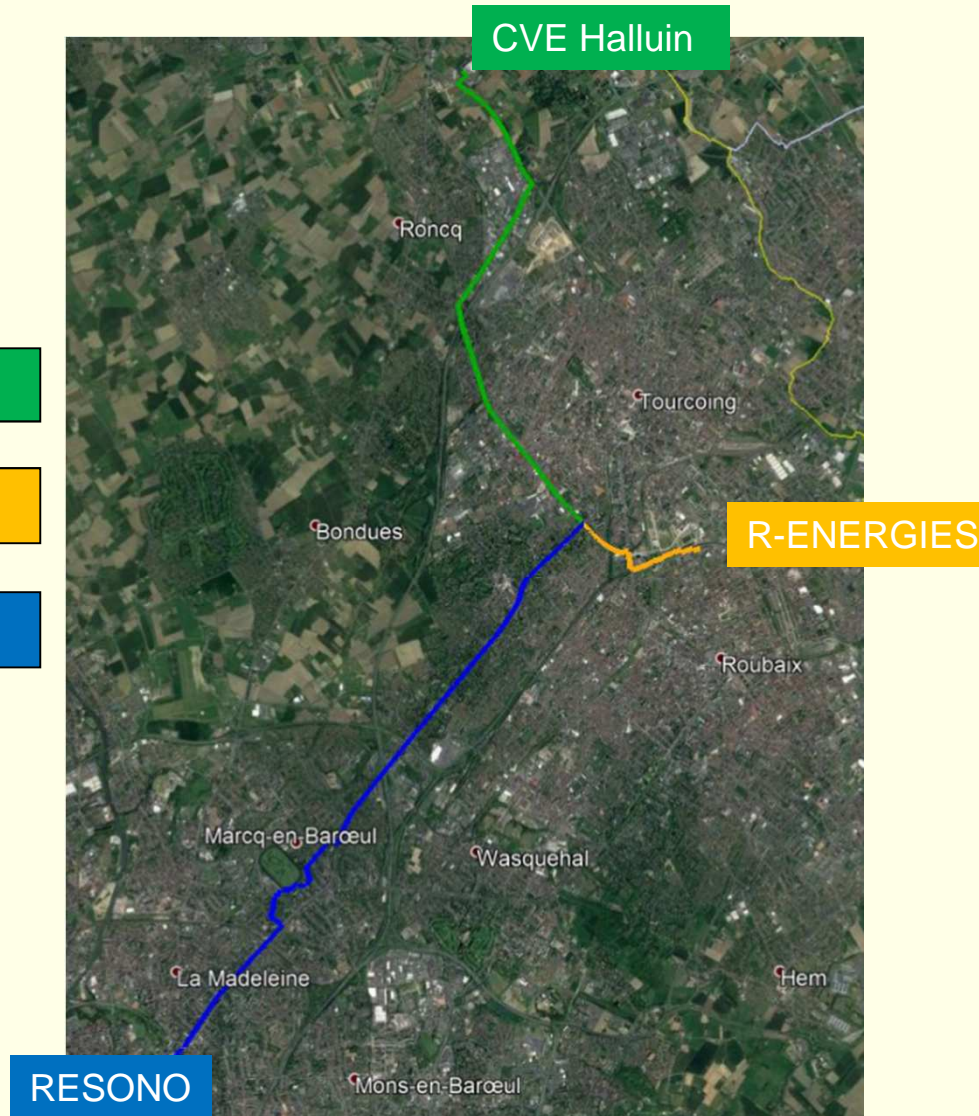 CVE Halluin
Roncq
Tourcoing
Bondues
R-ENERGIES
Roubaix
Marcq-en-Barœul
Wasquehal
La Madeleine
Hem
RESONO
Mons-en-Barœul